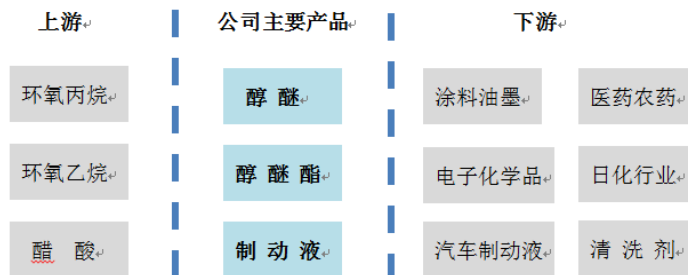 上游 公司主要产品 下游
环氧丙烷 醇 醚 涂料油墨 医药农药
环氧乙烷 醇 醚 酯 电子化学品 日化行业
醋 酸 制 动 液 汽车制动液 清 洗 剂